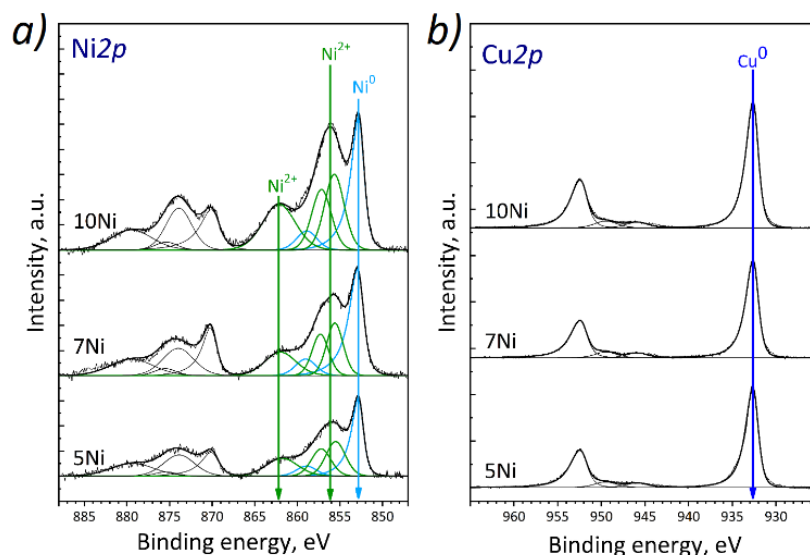 a)
Ni2p
Ni²⁺
Ni⁰
Ni²⁺
10Ni
7Ni
5Ni
Intensity, a.u.
885 880 875 870 865 860 855 850
Binding energy, eV
b)
Cu2p
Cu⁰
10Ni
7Ni
5Ni
Intensity, a.u.
960 955 950 945 940 935 930
Binding energy, eV